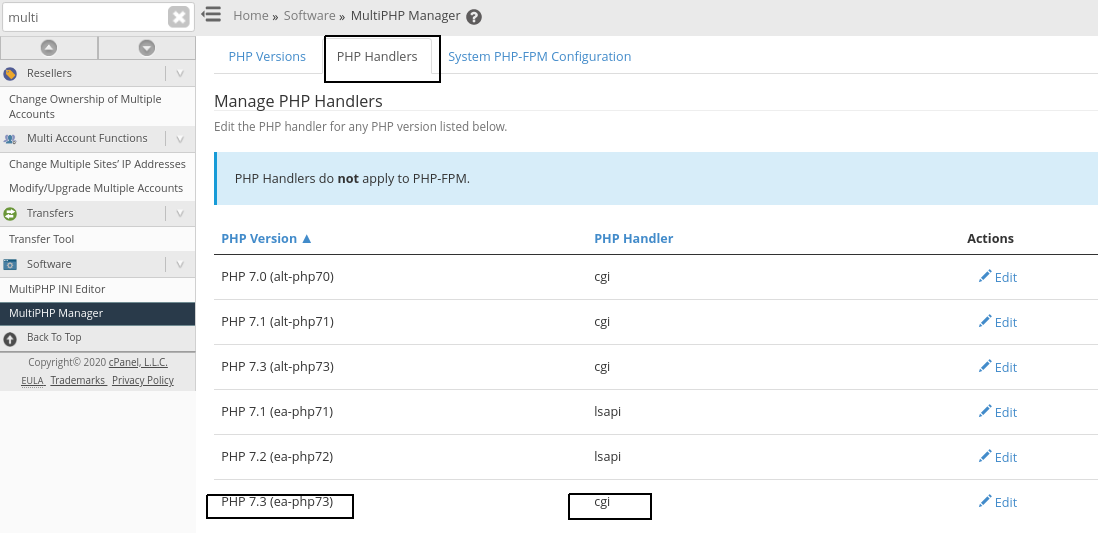 multi
Home » Software » MultiPHP Manager ?
Resellers
Change Ownership of Multiple
Accounts
Multi Account Functions
Change Multiple Sites’ IP Addresses
Modify/Upgrade Multiple Accounts
Transfers
Transfer Tool
Software
MultiPHP INI Editor
MultiPHP Manager
Back To Top
Copyright© 2020 cPanel, L.L.C.
EULA Trademarks Privacy Policy
PHP Versions PHP Handlers System PHP-FPM Configuration
Manage PHP Handlers
Edit the PHP handler for any PHP version listed below.
PHP Handlers do not apply to PHP-FPM.
PHP Version ▲ PHP Handler Actions
PHP 7.0 (alt-php70) cgi Edit
PHP 7.1 (alt-php71) cgi Edit
PHP 7.3 (alt-php73) cgi Edit
PHP 7.1 (ea-php71) lsapi Edit
PHP 7.2 (ea-php72) lsapi Edit
PHP 7.3 (ea-php73) cgi Edit